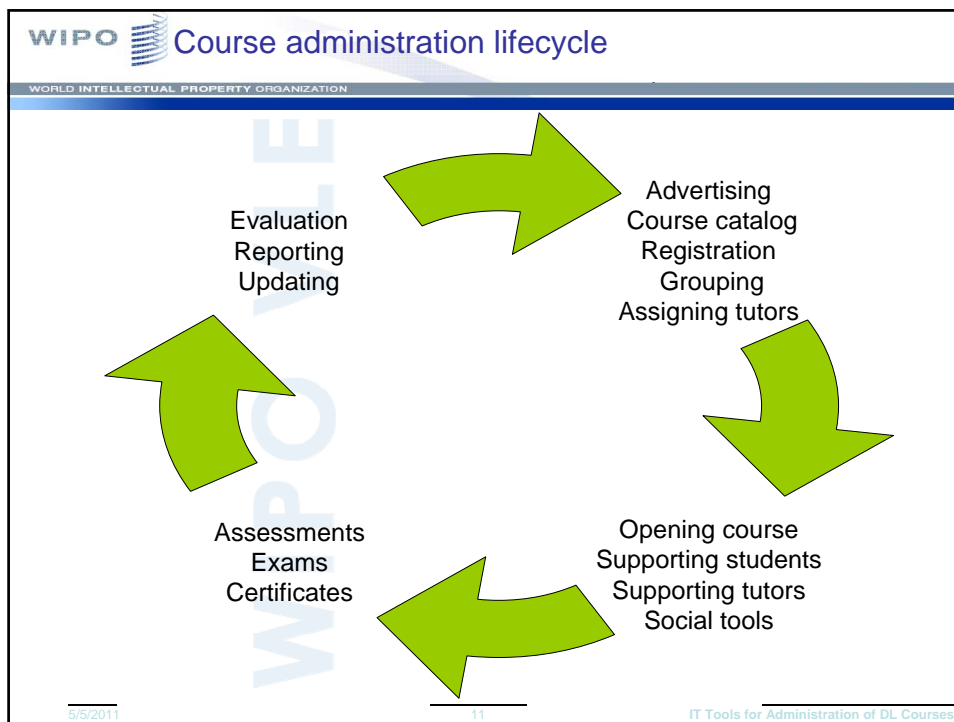 WIPO
Course administration lifecycle
WORLD INTELLECTUAL PROPERTY ORGANIZATION
WIPO VLE
Advertising
Course catalog
Registration
Grouping
Assigning tutors
Opening course
Supporting students
Supporting tutors
Social tools
Assessments
Exams
Certificates
Evaluation
Reporting
Updating
5/5/2011
11
IT Tools for Administration of DL Courses